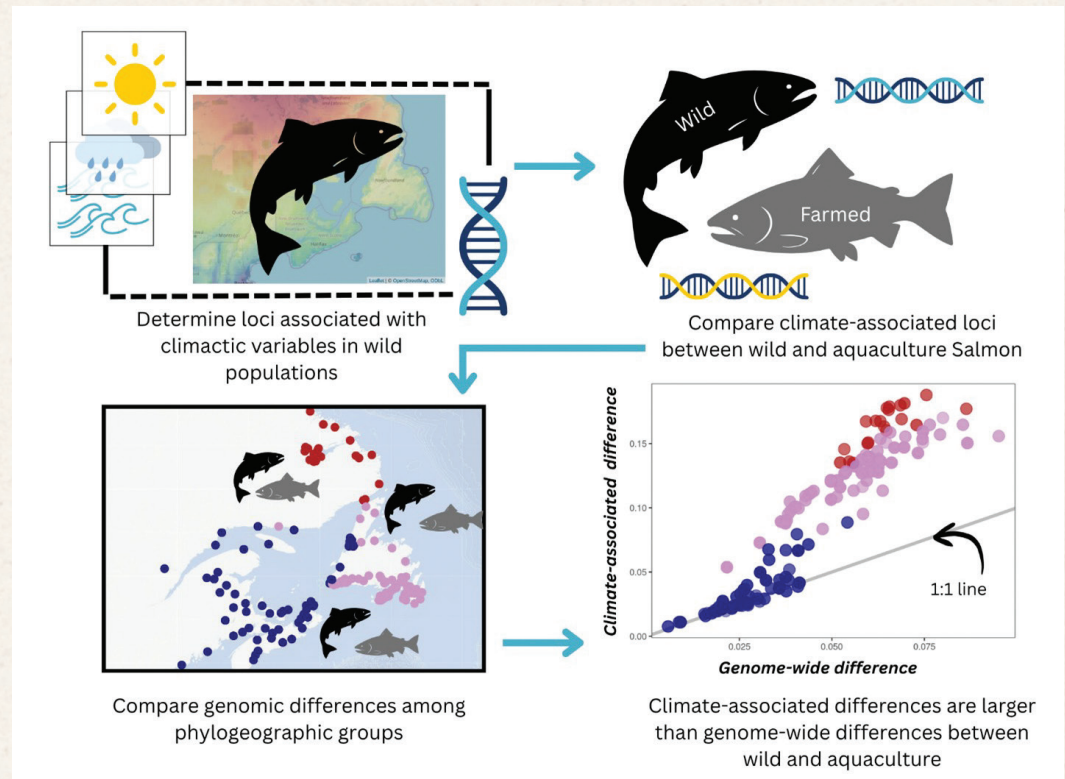 Wild
Farmed
Leaflet | © OpenStreetMap, CC
Determine loci associated with
climactic variables in wild
populations
Compare climate-associated loci
between wild and aquaculture Salmon
Climate-associated difference
0.15
0.10
0.05
0.00
1:1 line
0.025
0.050
0.075
Genome-wide difference
Compare genomic differences among
phylogeographic groups
Climate-associated differences are larger
than genome-wide differences between
wild and aquaculture